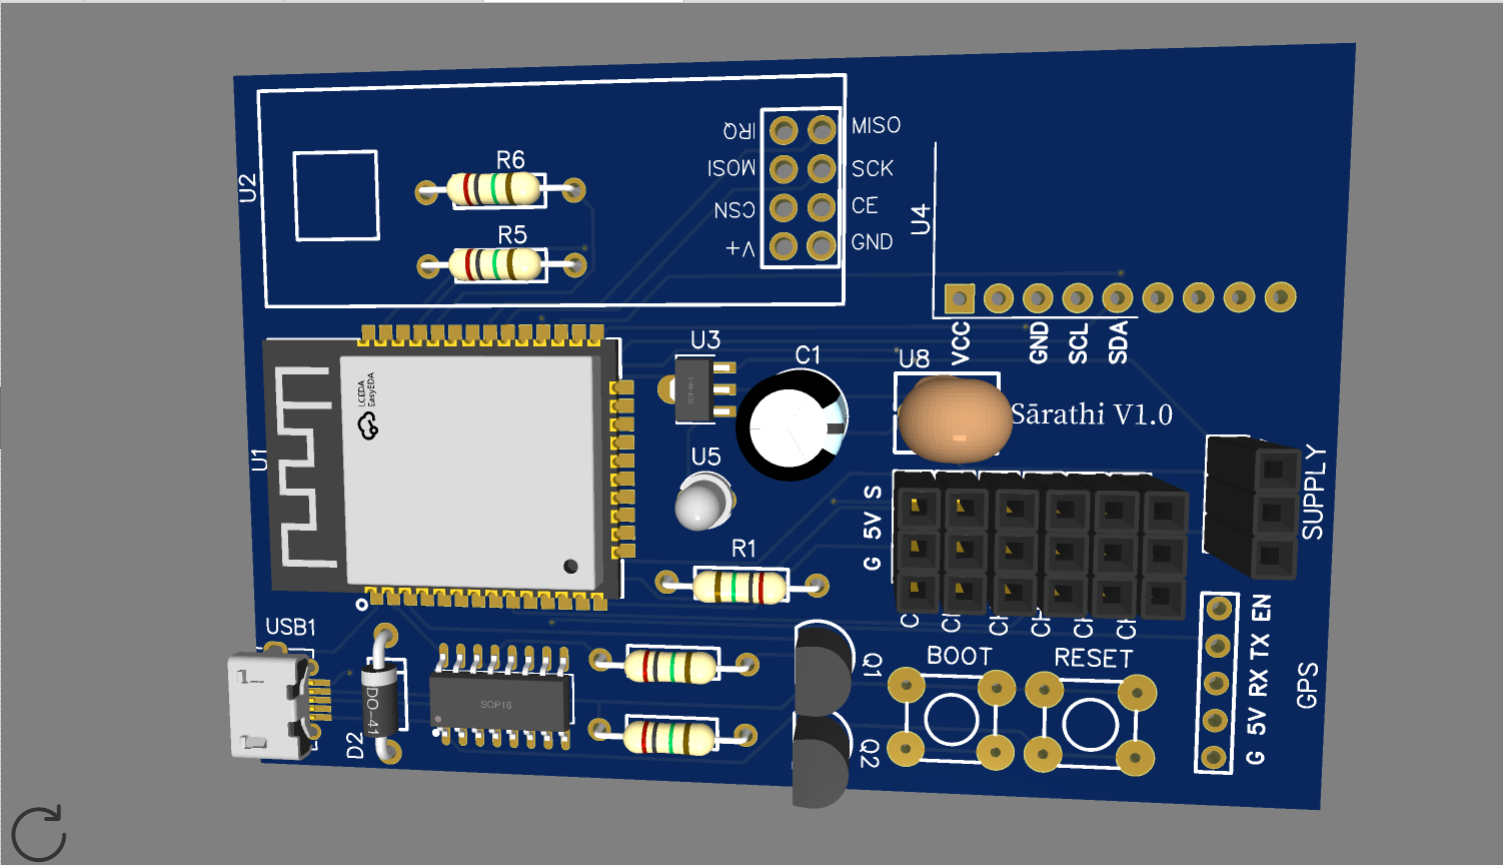 R6
IRQ
MISO
MOSI
SCK
U2
CSN
CE
R5
V+
GND
U4
VCC
GND
SCL
SDA
U3
C1
U8
LCEDA
EasyEDA
Sārathi V1.0
U1
U5
S
5V
G
SUPPLY
R1
USB1
BOOT
RESET
Q1
EN
TX
RX
5V
G
GPS
DO-41
SOP16
D2
Q2